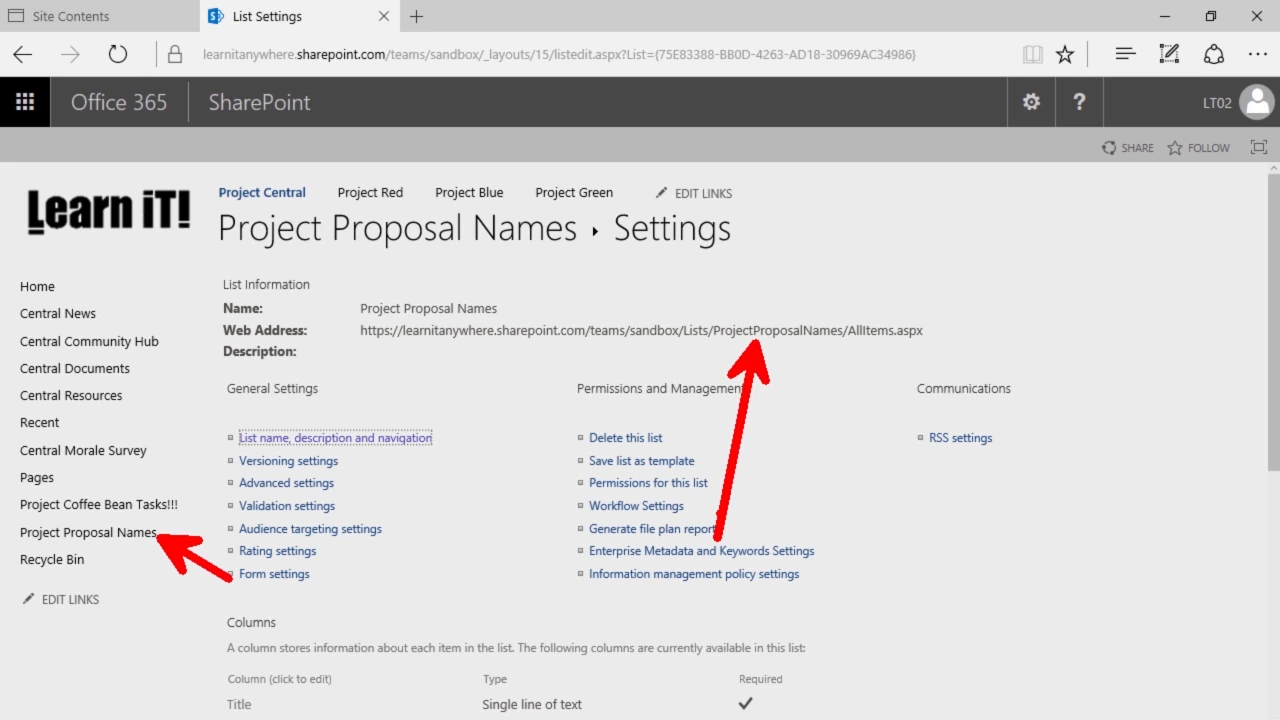 Site Contents
List Settings
learnitanywhere.sharepoint.com/teams/sandbox/_layouts/15/listedit.aspx?List={75E83388-BB0D-4263-AD18-30969AC34986}
Office 365
SharePoint
?
LT02
SHARE
FOLLOW
Learn iT!
Project Central
Project Red
Project Blue
Project Green
EDIT LINKS
Project Proposal Names ▸ Settings
Home
Central News
Central Community Hub
Central Documents
Central Resources
Recent
Central Morale Survey
Pages
Project Coffee Bean Tasks!!!
Project Proposal Names
Recycle Bin
EDIT LINKS
List Information
Name: Project Proposal Names
Web Address: https://learnitanywhere.sharepoint.com/teams/sandbox/Lists/ProjectProposalNames/AllItems.aspx
Description:
General Settings
List name, description and navigation
Versioning settings
Advanced settings
Validation settings
Audience targeting settings
Rating settings
Form settings
Permissions and Management
Delete this list
Save list as template
Permissions for this list
Workflow Settings
Generate file plan report
Enterprise Metadata and Keywords Settings
Information management policy settings
Communications
RSS settings
Columns
A column stores information about each item in the list. The following columns are currently available in this list:
Column (click to edit) Type Required
Title Single line of text